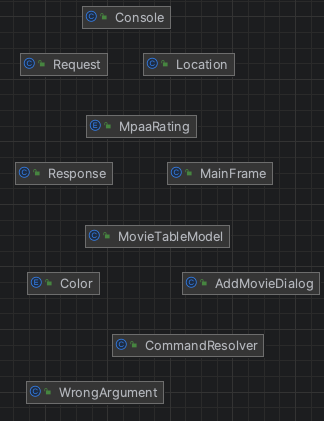 C Console
C Request
C Location
E MpaaRating
C Response
C MainFrame
C MovieTableModel
E Color
C AddMovieDialog
C CommandResolver
C WrongArgument